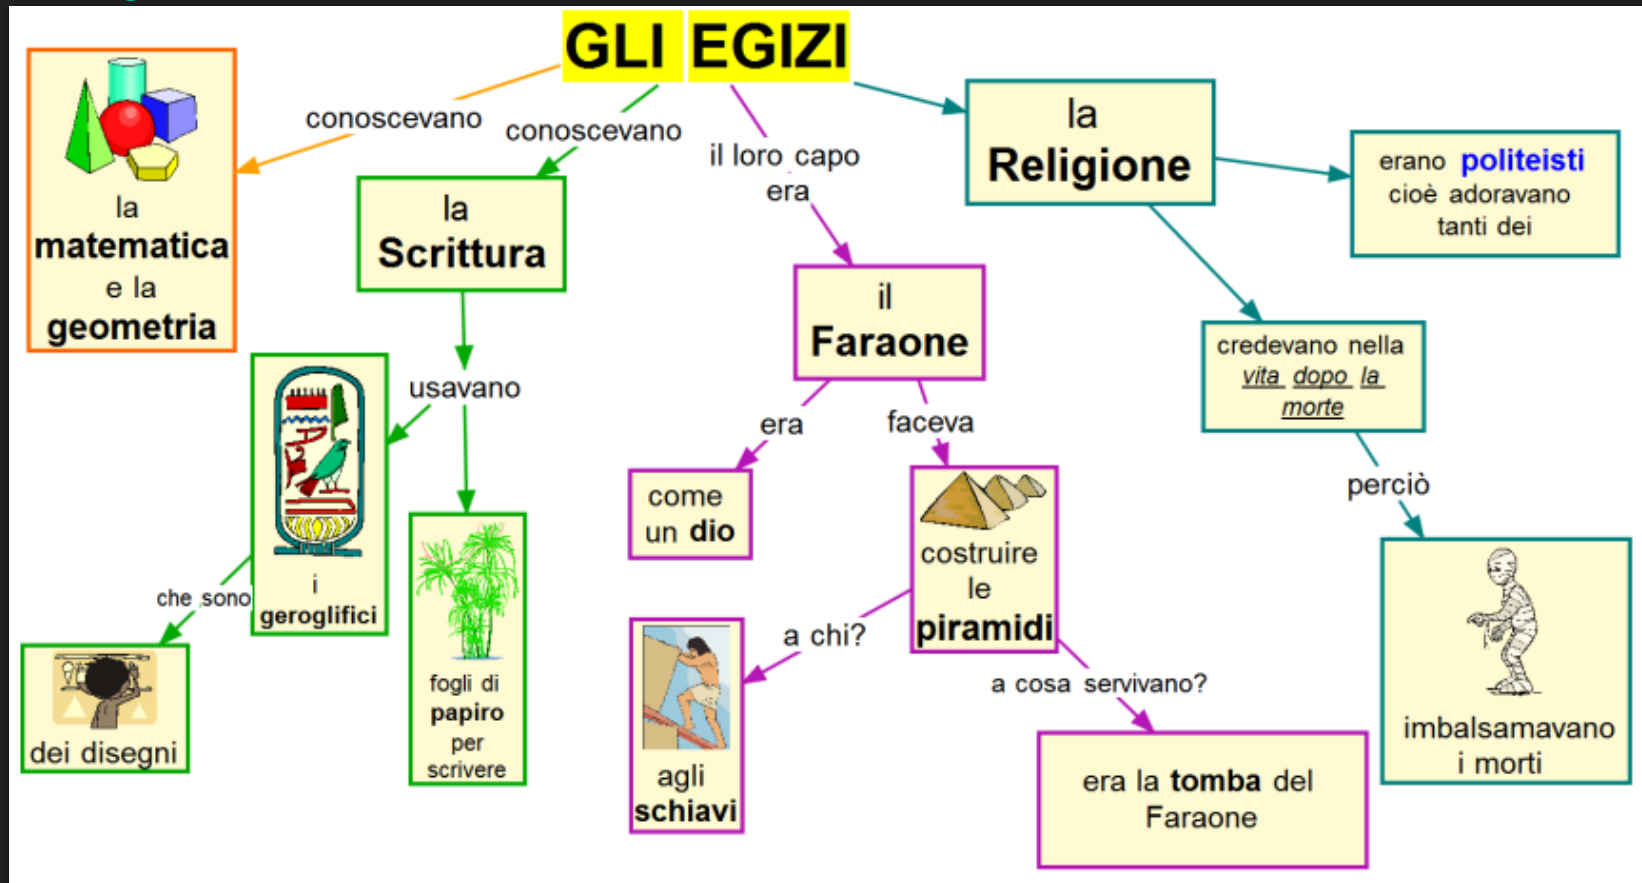 GLI EGIZI
conoscevano
la
matematica
e la
geometria
conoscevano
la
Scrittura
usavano
i
geroglifici
che sono
dei disegni
fogli di
papiro
per
scrivere
il loro capo
era
il
Faraone
era
come
un dio
faceva
costruire
le
piramidi
a chi?
agli
schiavi
a cosa servivano?
era la tomba del
Faraone
la
Religione
erano politeisti
cioè adoravano
tanti dei
credevano nella
vita dopo la
morte
perciò
imbalsamavano
i morti